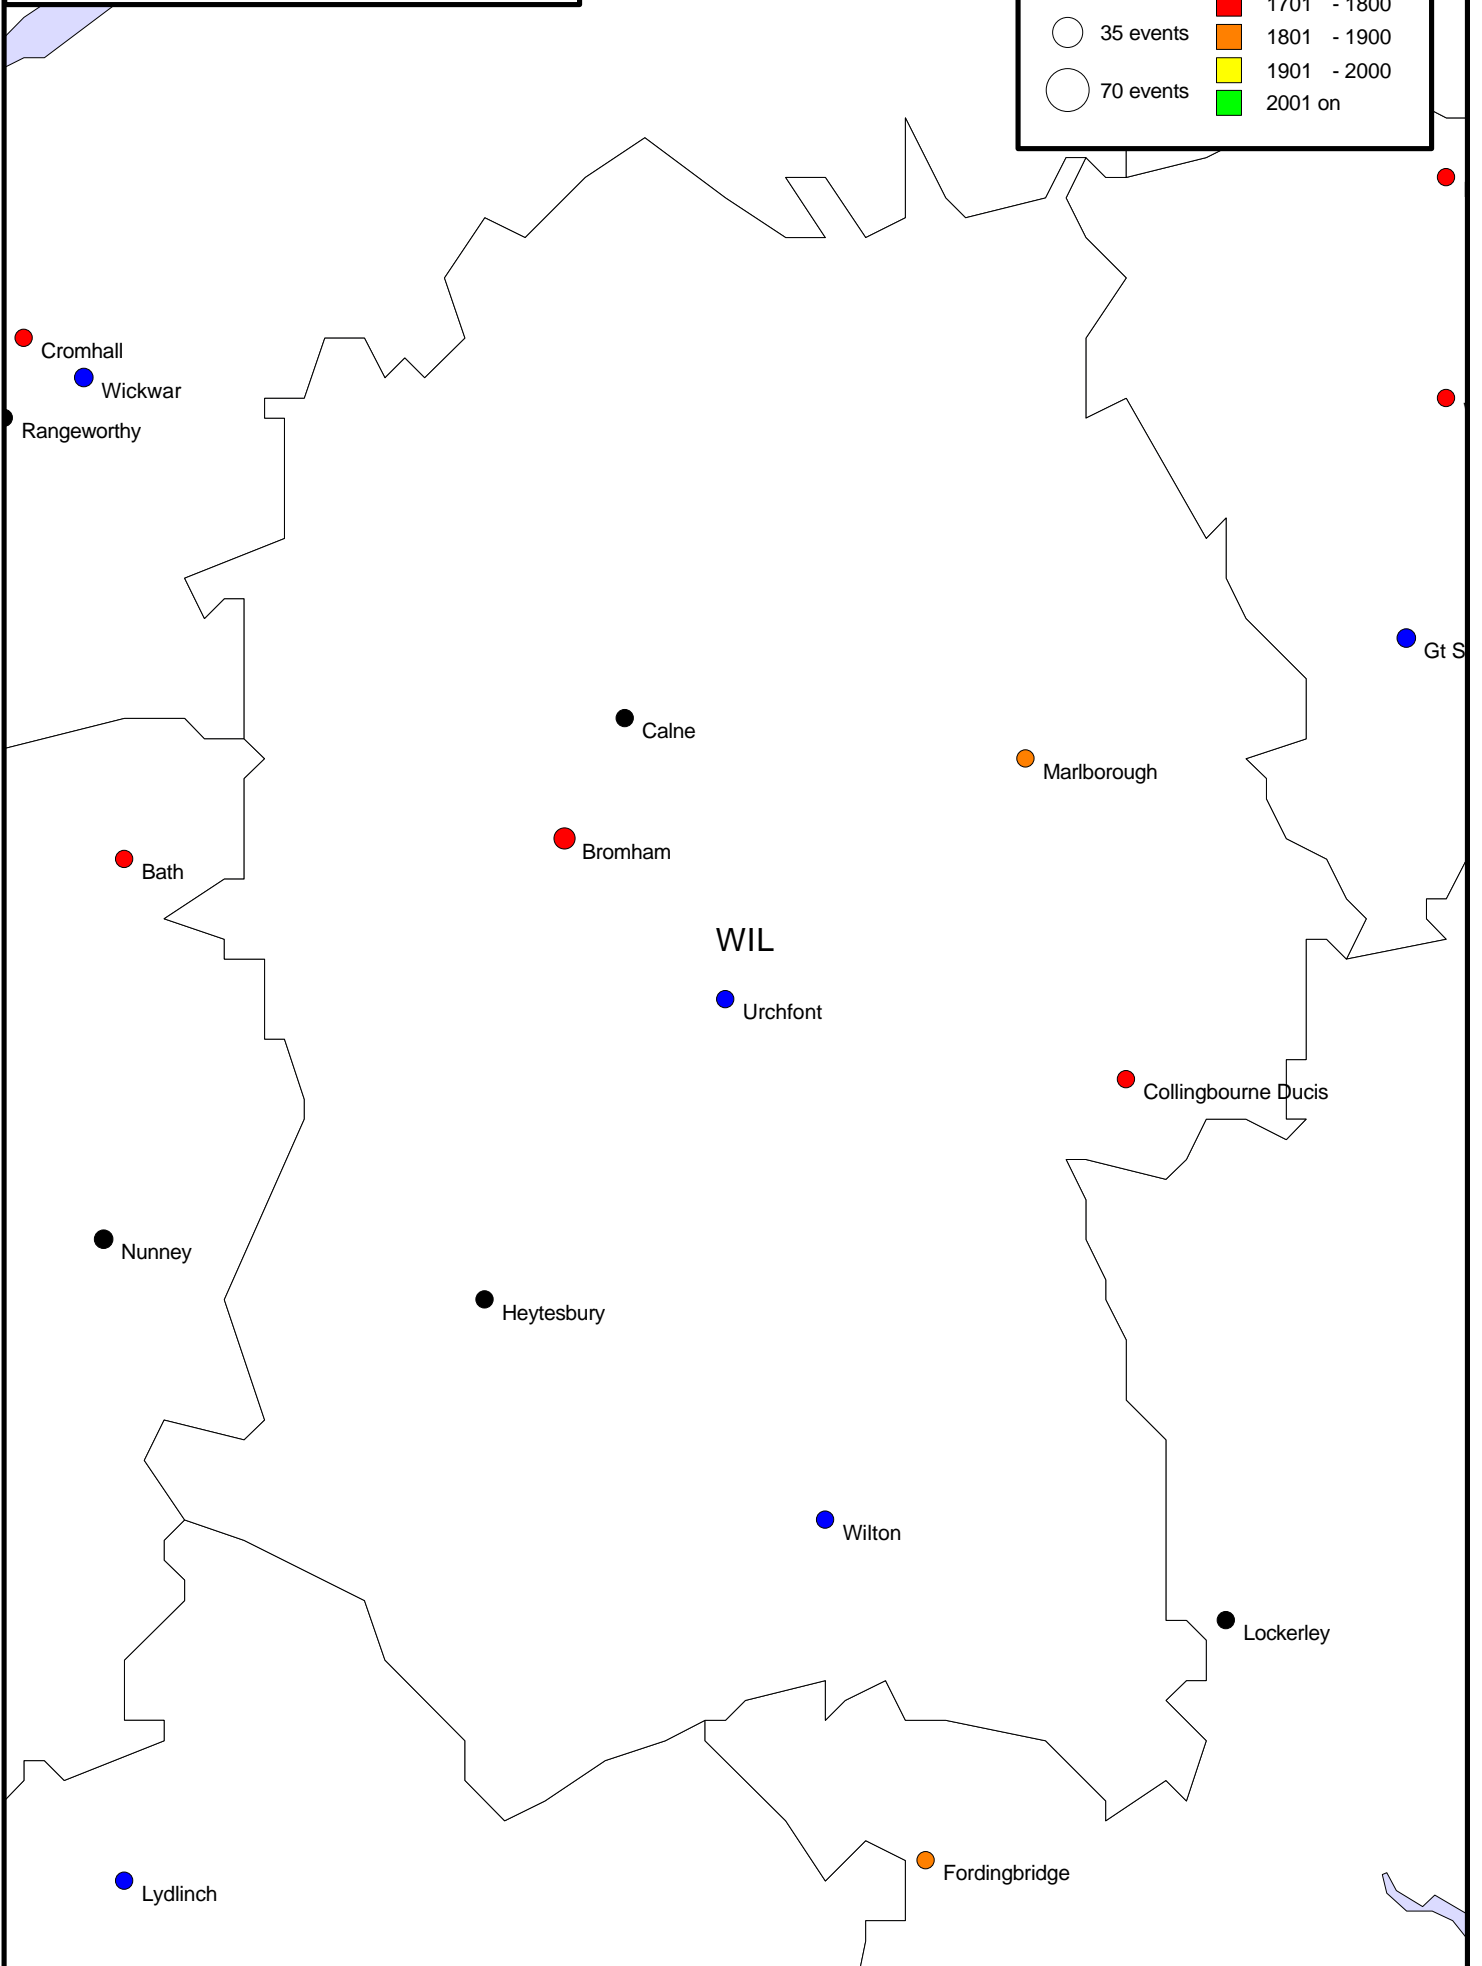 1701 - 1800
35 events
1801 - 1900
1901 - 2000
70 events
2001 on
Cromhall
Wickwar
Rangeworthy
Gt S
Calne
Marlborough
Bromham
Bath
WIL
Urchfont
Collingbourne Ducis
Nunney
Heytesbury
Wilton
Lockerley
Fordingbridge
Lydlinch